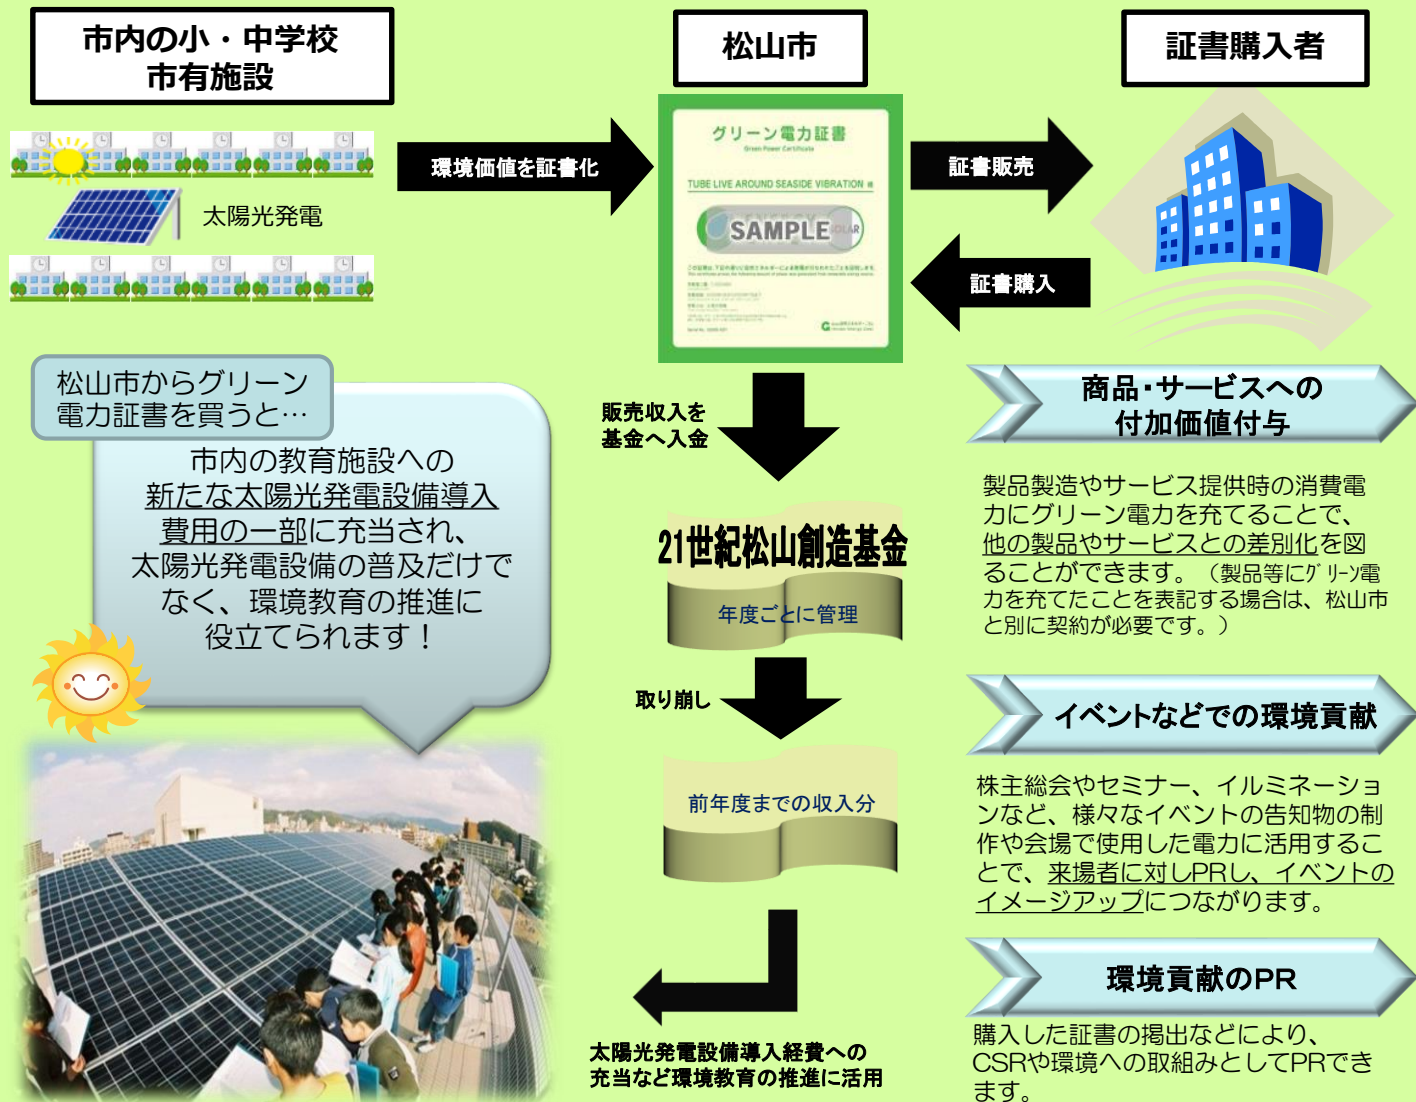 市内の小・中学校
市有施設
太陽光発電
環境価値を証書化
松山市
グリーン電力証書
Green Power Certificate
TUBE LIVE AROUND SEASIDE VIBRATION 様
SAMPLE
SOLAR
証書販売
証書購入
証書購入者
松山市からグリーン
電力証書を買うと…
市内の教育施設への
新たな太陽光発電設備導入
費用の一部に充当され、
太陽光発電設備の普及だけで
なく、環境教育の推進に
役立てられます！
販売収入を
基金へ入金
21世紀松山創造基金
年度ごとに管理
取り崩し
前年度までの収入分
太陽光発電設備導入経費への
充当など環境教育の推進に活用
商品・サービスへの
付加価値付与
製品製造やサービス提供時の消費電
力にグリーン電力を充てることで、
他の製品やサービスとの差別化を図
ることができます。（製品等にｸﾞﾘｰﾝ電
力を充てたことを表記する場合は、松山市
と別に契約が必要です。）
イベントなどでの環境貢献
株主総会やセミナー、イルミネーショ
ンなど、様々なイベントの告知物の制
作や会場で使用した電力に活用するこ
とで、来場者に対しPRし、イベントの
イメージアップにつながります。
環境貢献のPR
購入した証書の掲出などにより、
CSRや環境への取組みとしてPRでき
ます。